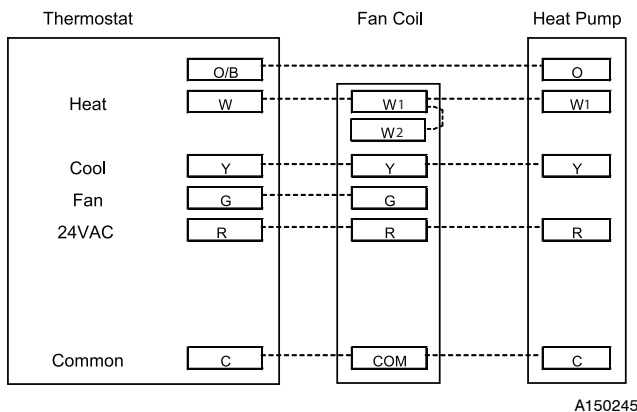 Thermostat Fan Coil Heat Pump
O/B O
Heat W W1 W1
W2
Cool Y Y Y
Fan G G
24VAC R R R
Common C COM C
A150245